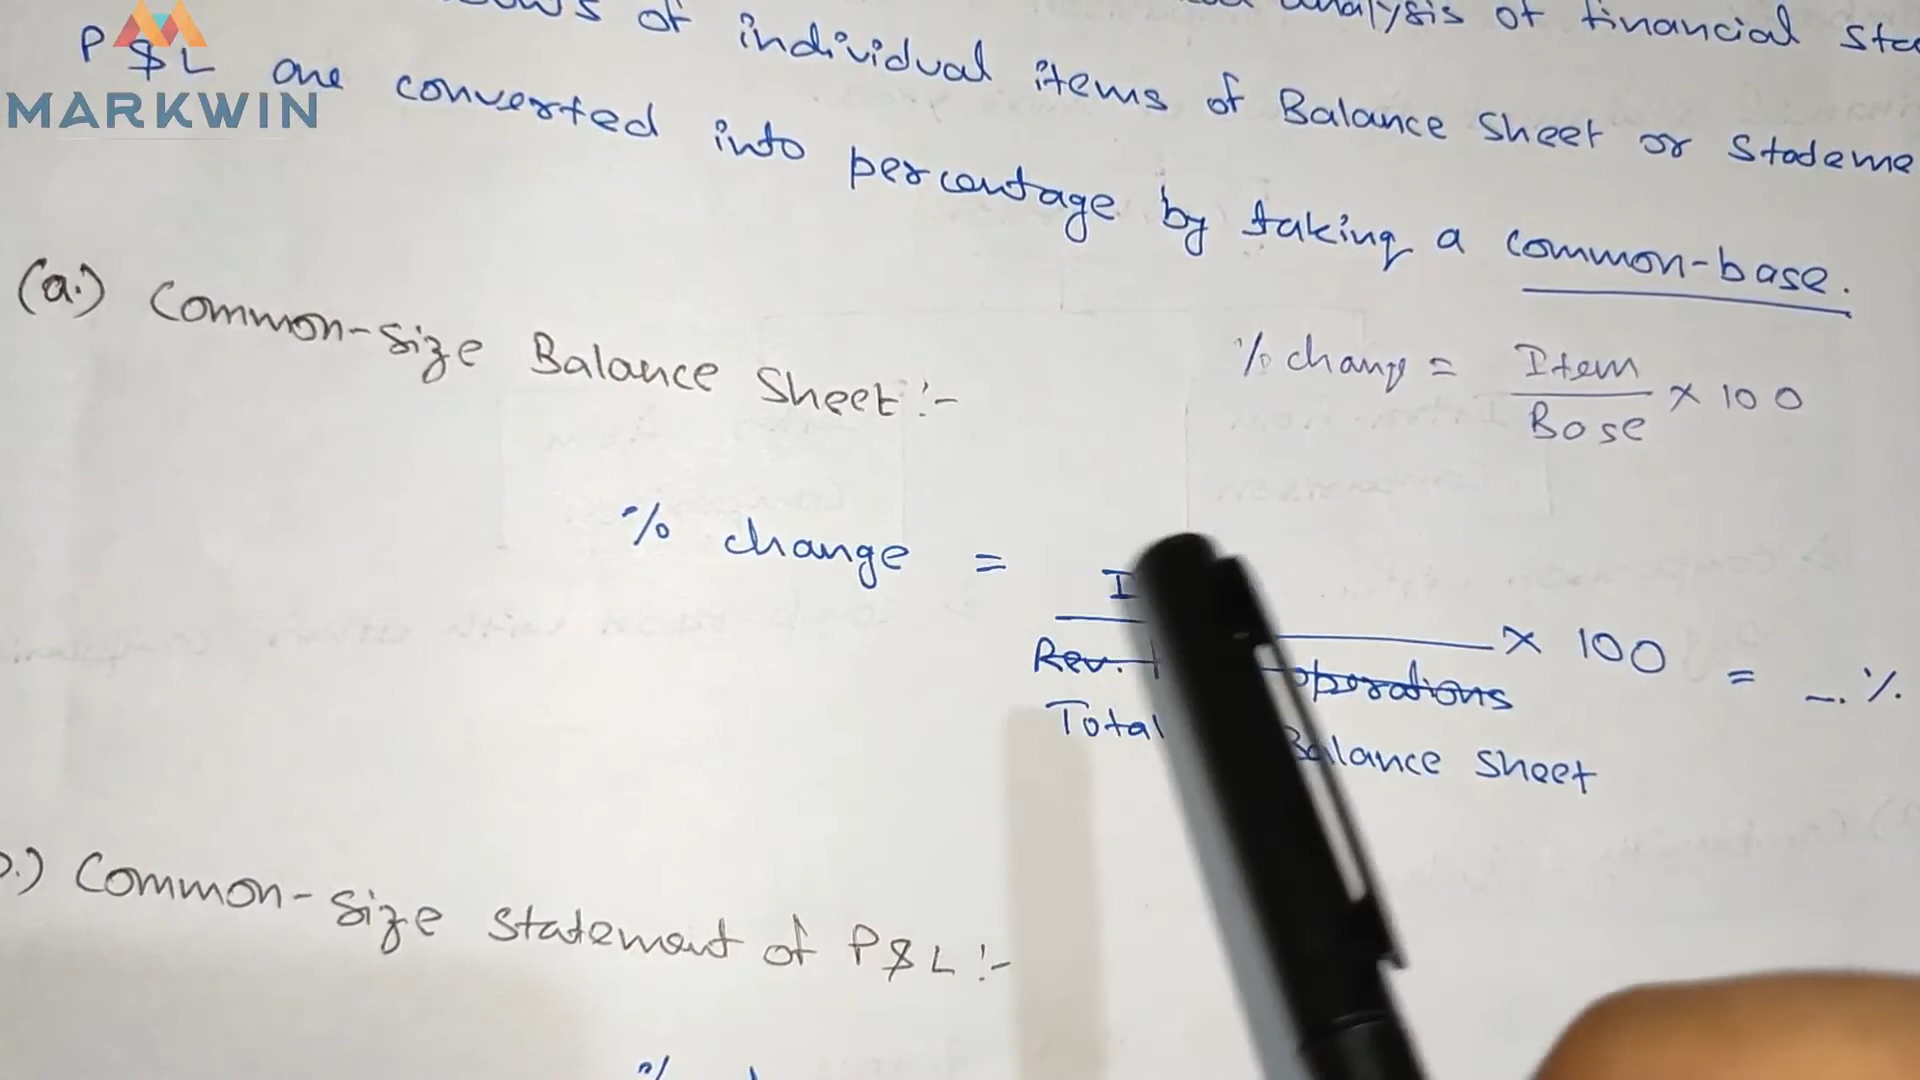 of individual items of Balance Sheet or Stateme
analysis of financial sta
P&L are converted into percentage by taking a common-base.
MARKWIN
(a.) Common-size Balance Sheet :-
% change = Item / Base × 100
% change =
Rev. operations × 100 = _. %
Total Balance Sheet
.) Common-size Statement of P&L :-